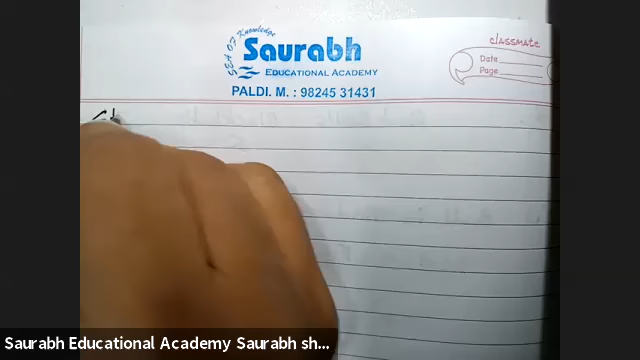 SEA OF Knowledge
Saurabh
EDUCATIONAL ACADEMY
PALDI. M. : 98245 31431
classmate
Date
Page
Saurabh Educational Academy Saurabh sh...